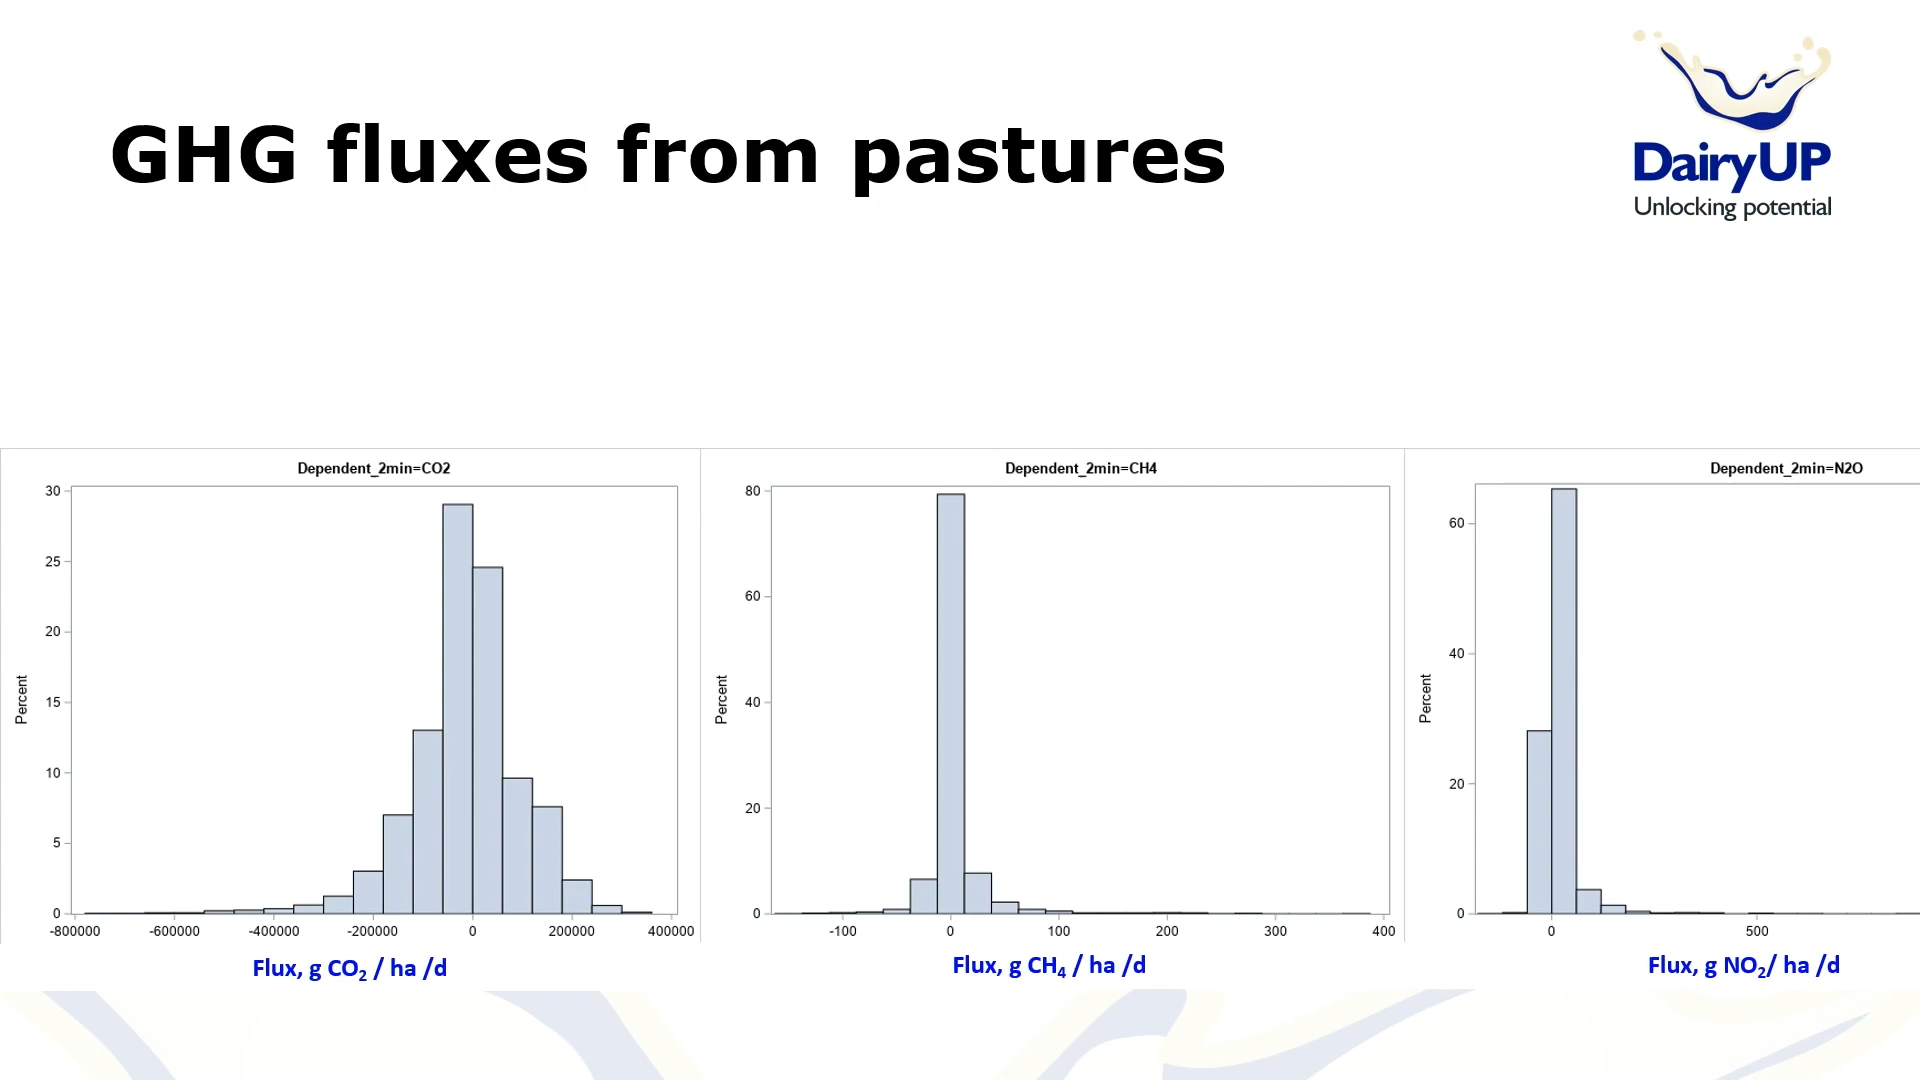 GHG fluxes from pastures
DairyUP
Unlocking potential
Dependent_2min=CO2
30
25
20
15
10
5
0
Percent
-800000 -600000 -400000 -200000 0 200000 400000
Flux, g CO₂ / ha /d
Dependent_2min=CH4
80
60
40
20
0
Percent
-100 0 100 200 300 400
Flux, g CH₄ / ha /d
Dependent_2min=N2O
60
40
20
0
Percent
0 500
Flux, g NO₂/ ha /d